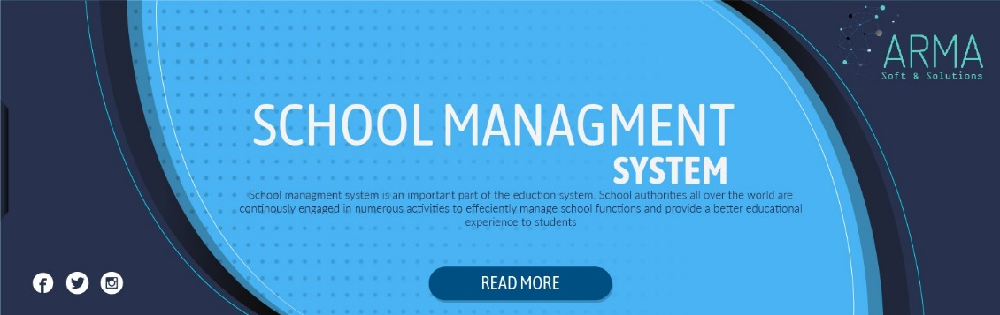 ARMA
Soft & Solutions
SCHOOL MANAGMENT
SYSTEM
School managment system is an important part of the eduction system. School authorities all over the world are
continously engaged in numerous activities to effeciently manage school functions and provide a better educational
experience to students
READ MORE